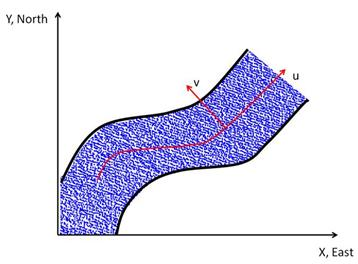 Y, North
v
u
X, East